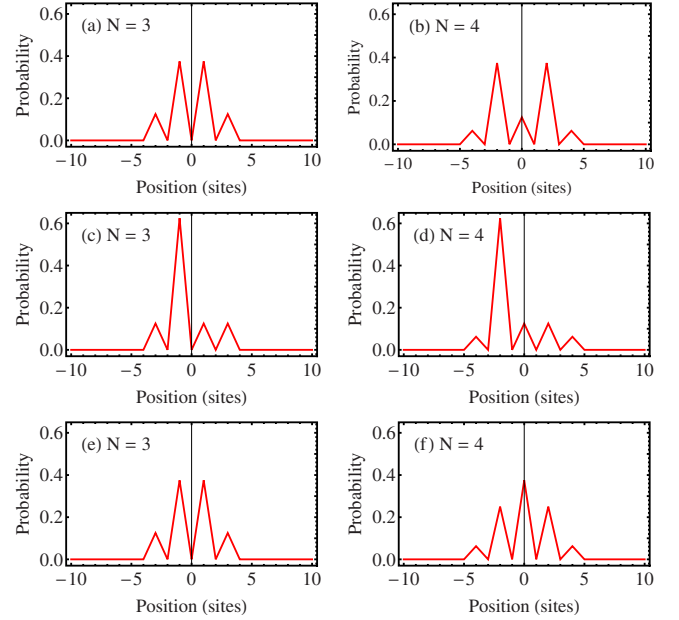 (a) N = 3
Probability
0.6
0.4
0.2
0.0
−10 −5 0 5 10
Position (sites)
(b) N = 4
Probability
0.6
0.4
0.2
0.0
−10 −5 0 5 10
Position (sites)
(c) N = 3
Probability
0.6
0.4
0.2
0.0
−10 −5 0 5 10
Position (sites)
(d) N = 4
Probability
0.6
0.4
0.2
0.0
−10 −5 0 5 10
Position (sites)
(e) N = 3
Probability
0.6
0.4
0.2
0.0
−10 −5 0 5 10
Position (sites)
(f) N = 4
Probability
0.6
0.4
0.2
0.0
−10 −5 0 5 10
Position (sites)